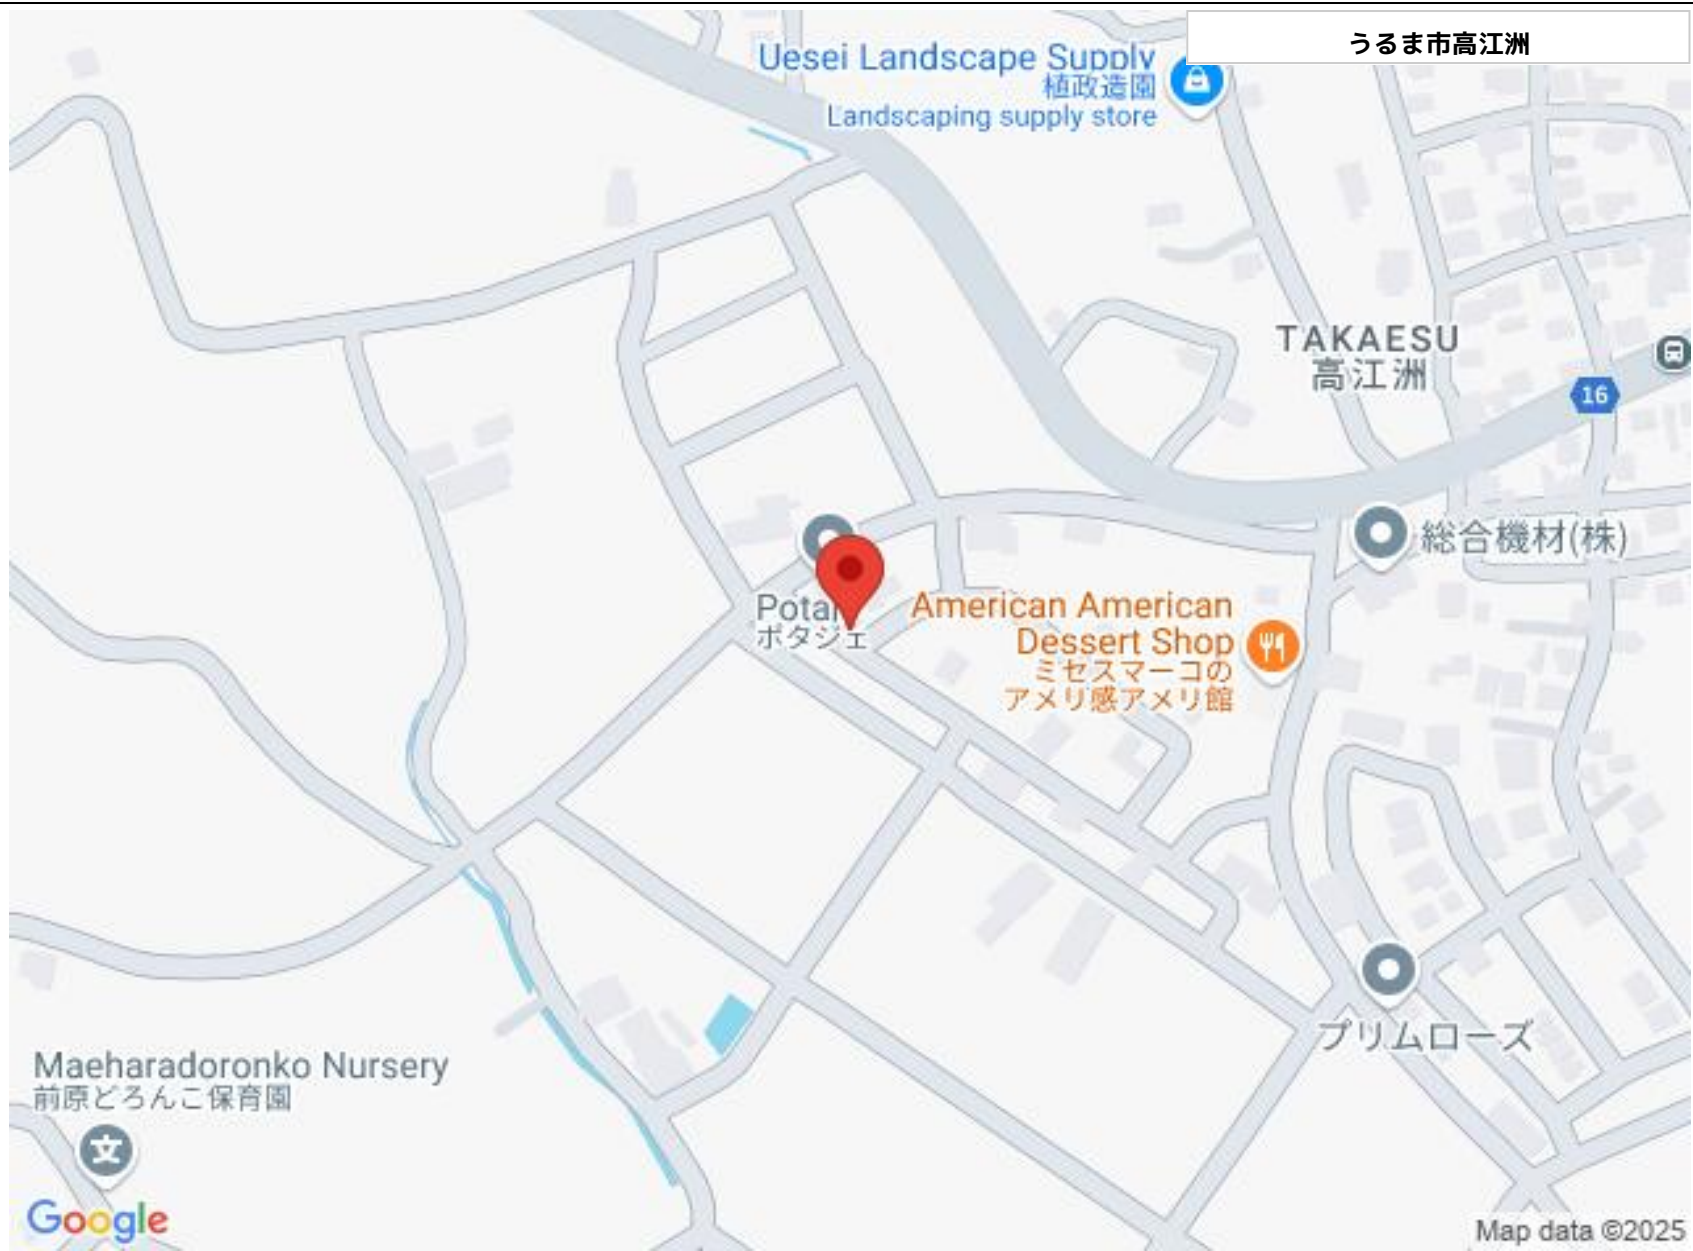 うるま市高江洲
Uesei Landscape Supply
植政造園
Landscaping supply store
TAKAESU
高江洲
16
総合機材(株)
ポタジェ
American American
Dessert Shop
ミセスマーコの
アメリ感アメリ館
プリムローズ
Maeharadoronko Nursery
前原どろんこ保育園
文
Google
Map data ©2025